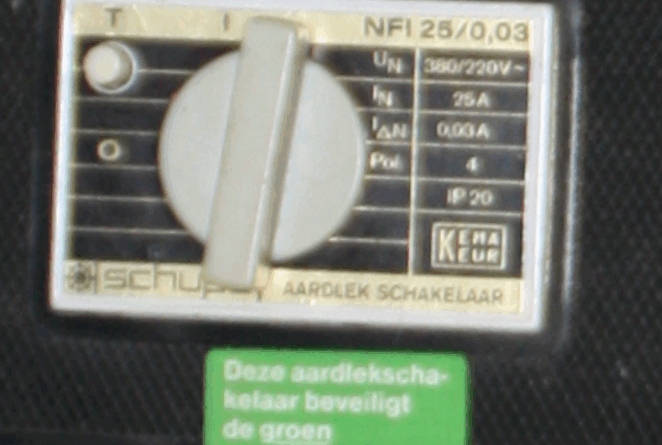 T I NFI 25/0,03
UN 380/220V~
IN 25A
IΔN 0,03A
Pol. 4
IP 20
KEMA
KEUR
AARDLEK SCHAKELAAR
Deze aardlekscha-
kelaar beveiligt
de groen